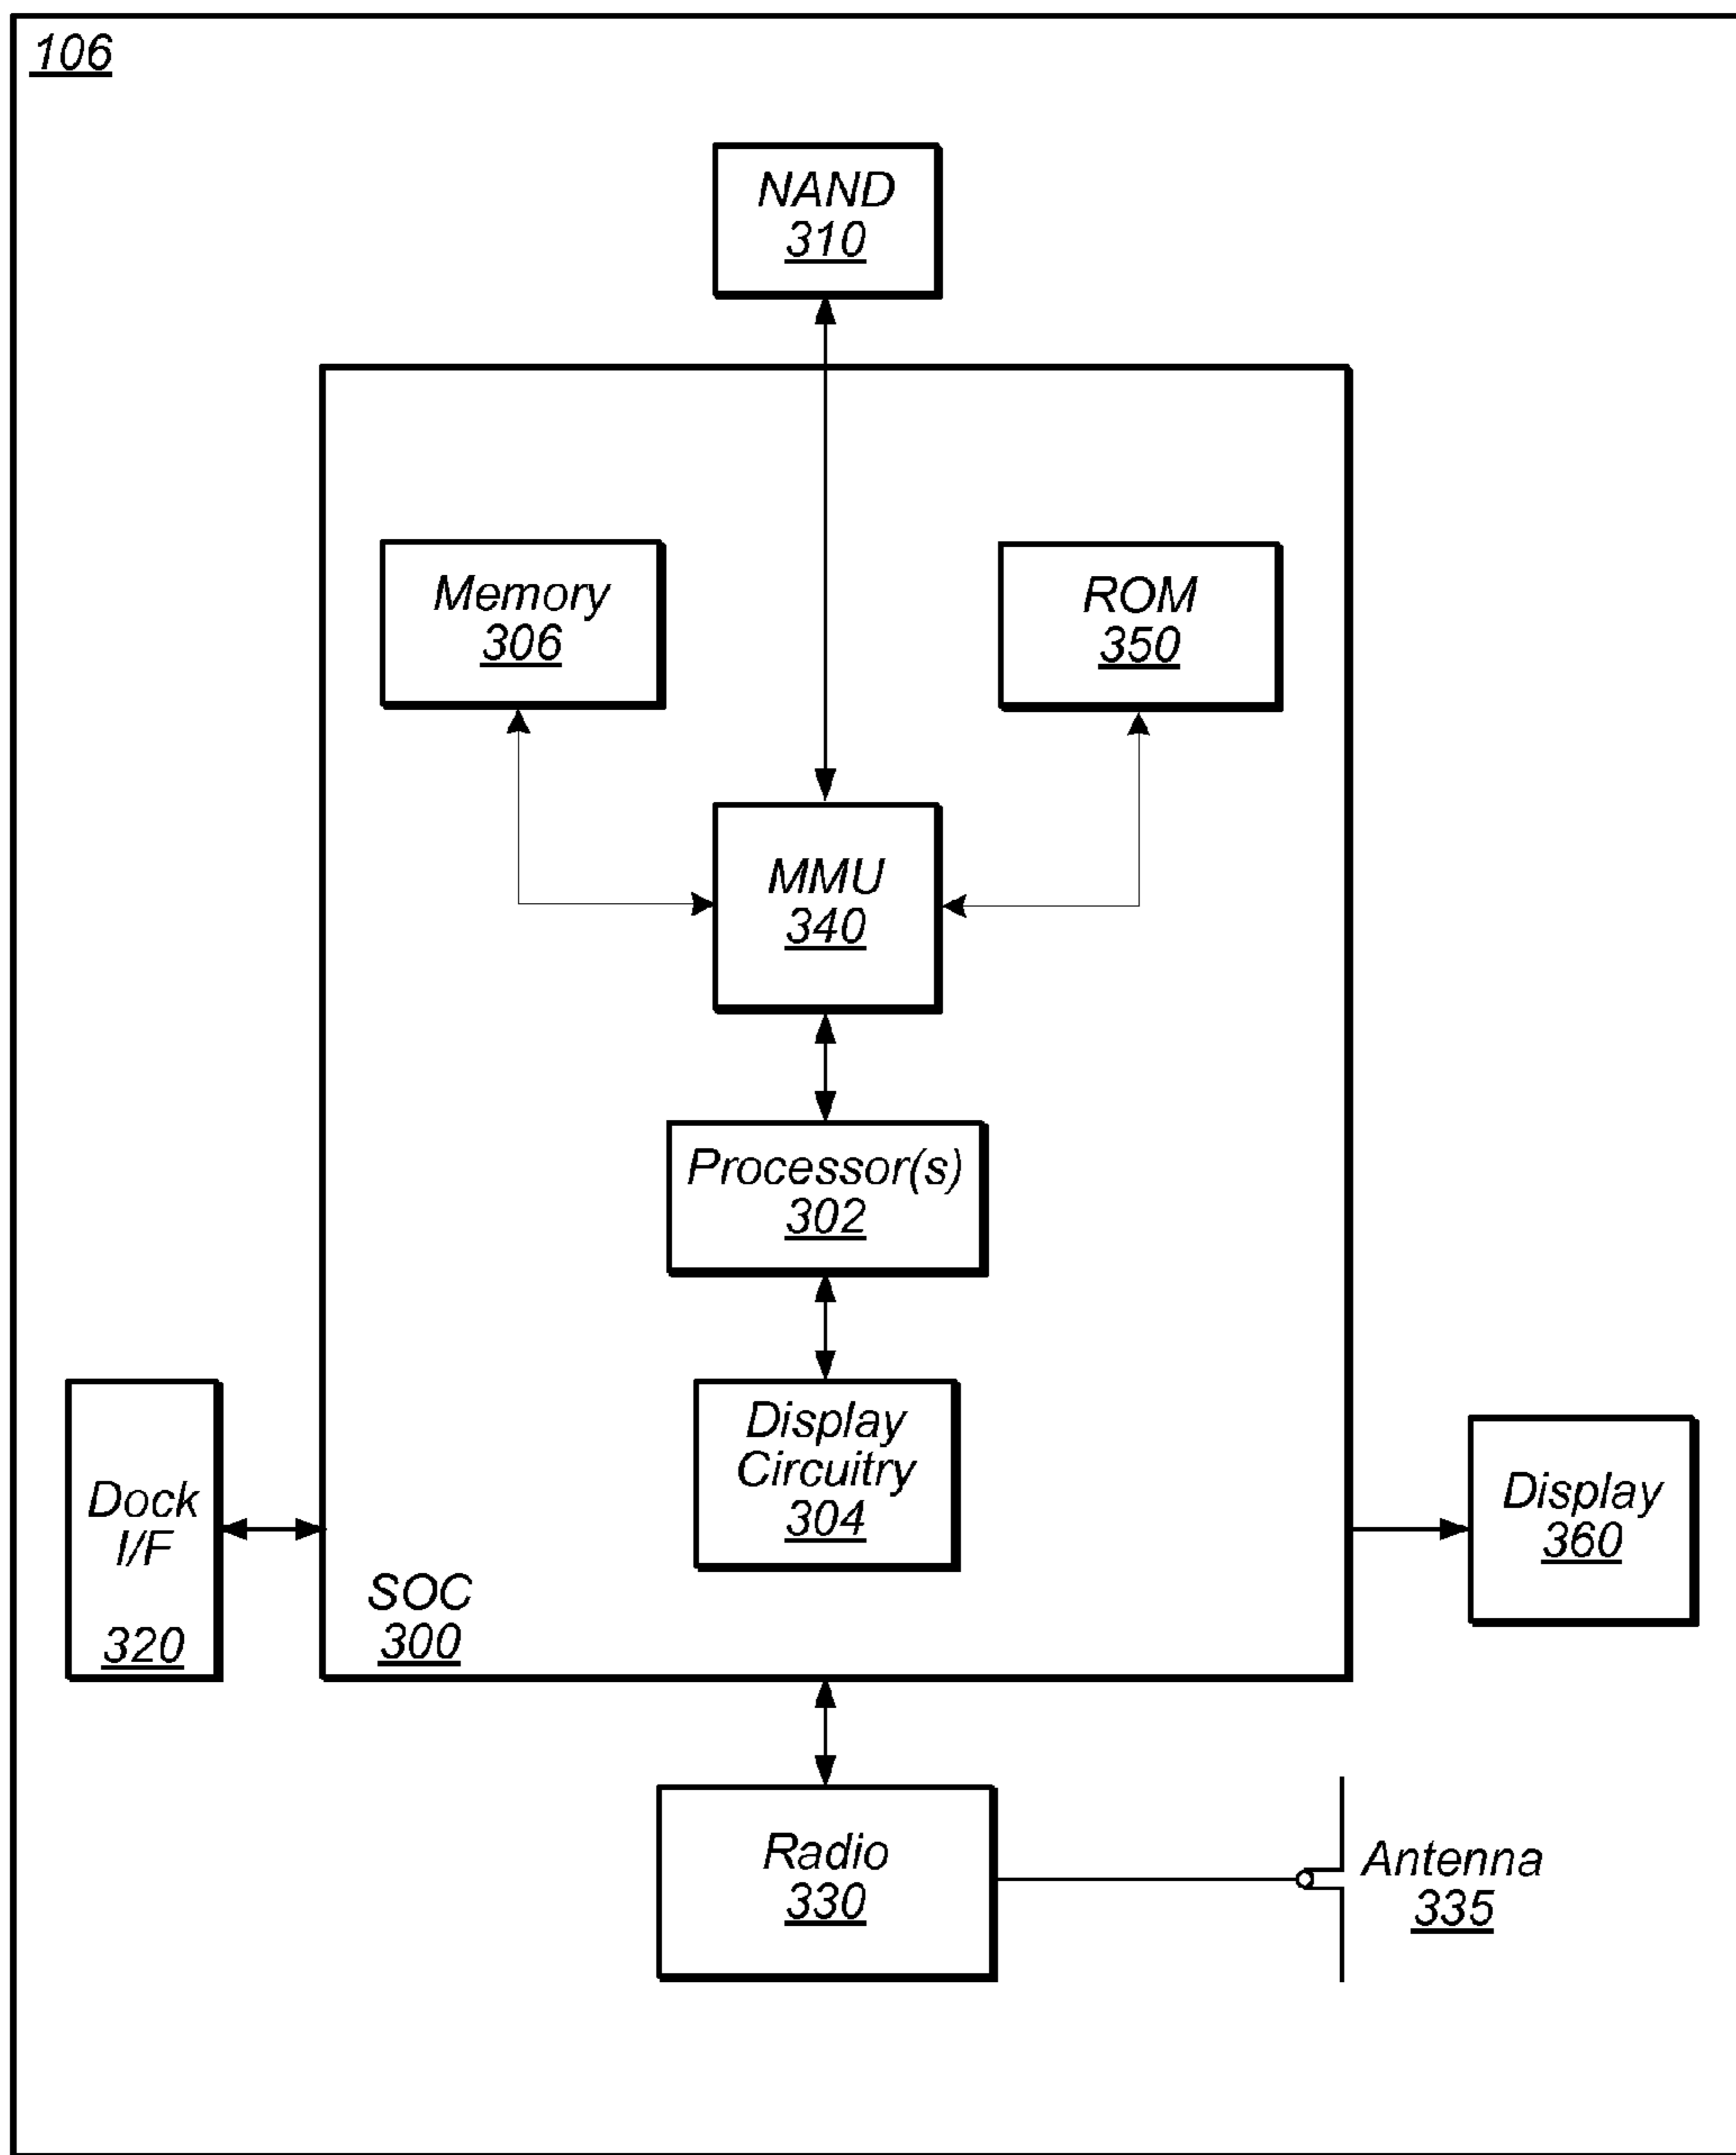 106
NAND
310
Memory
306
ROM
350
MMU
340
Processor(s)
302
Display
Circuitry
304
Dock
I/F
320
SOC
300
Display
360
Radio
330
Antenna
335